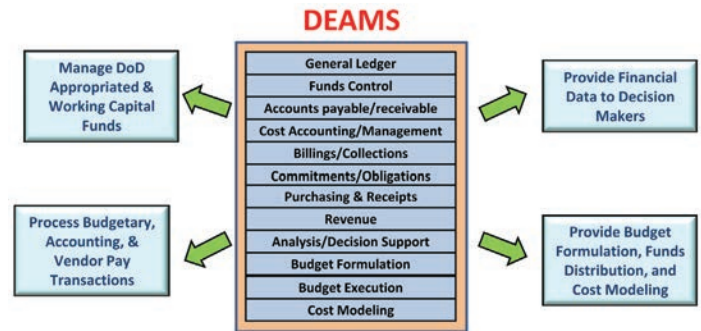 DEAMS
Manage DoD
Appropriated &
Working Capital
Funds
Process Budgetary,
Accounting, &
Vendor Pay
Transactions
General Ledger
Funds Control
Accounts payable/receivable
Cost Accounting/Management
Billings/Collections
Commitments/Obligations
Purchasing & Receipts
Revenue
Analysis/Decision Support
Budget Formulation
Budget Execution
Cost Modeling
Provide Financial
Data to Decision
Makers
Provide Budget
Formulation, Funds
Distribution, and
Cost Modeling